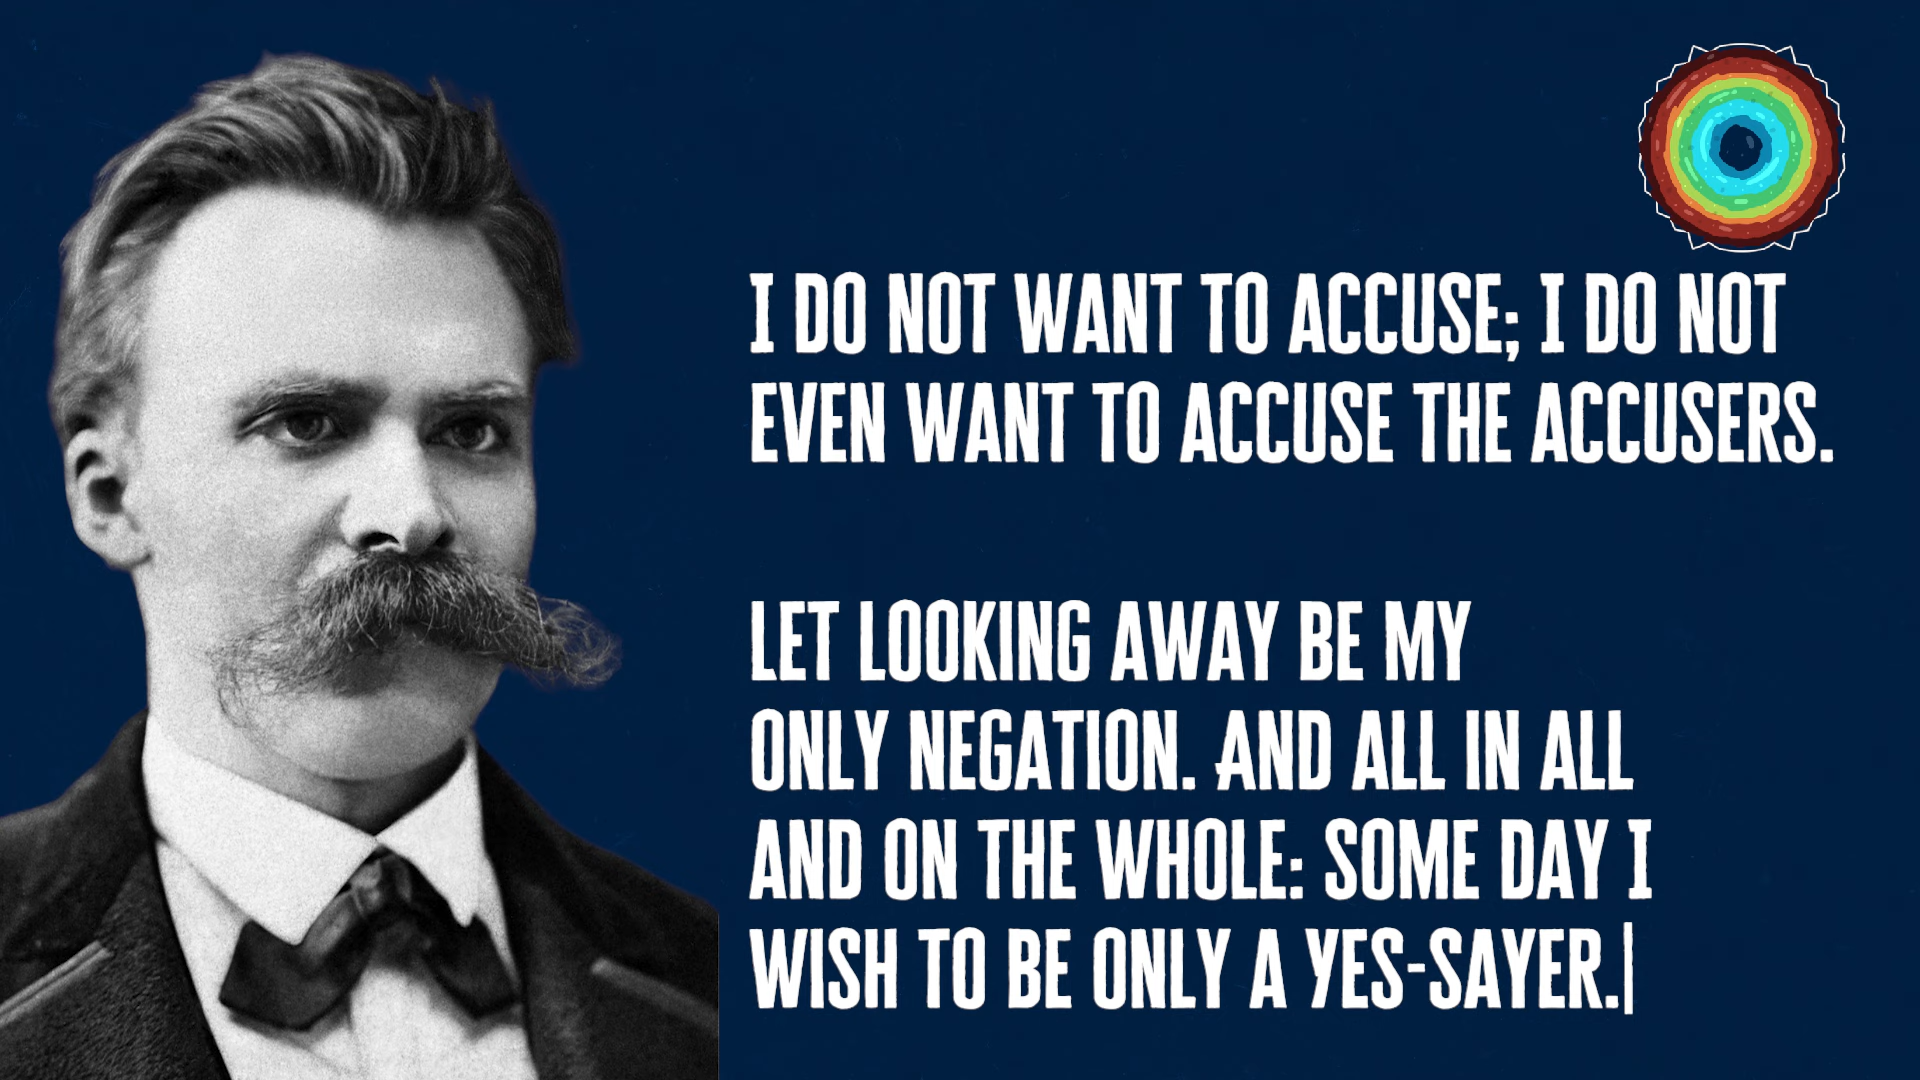 I DO NOT WANT TO ACCUSE; I DO NOT
EVEN WANT TO ACCUSE THE ACCUSERS.
LET LOOKING AWAY BE MY
ONLY NEGATION. AND ALL IN ALL
AND ON THE WHOLE: SOME DAY I
WISH TO BE ONLY A YES-SAYER.|